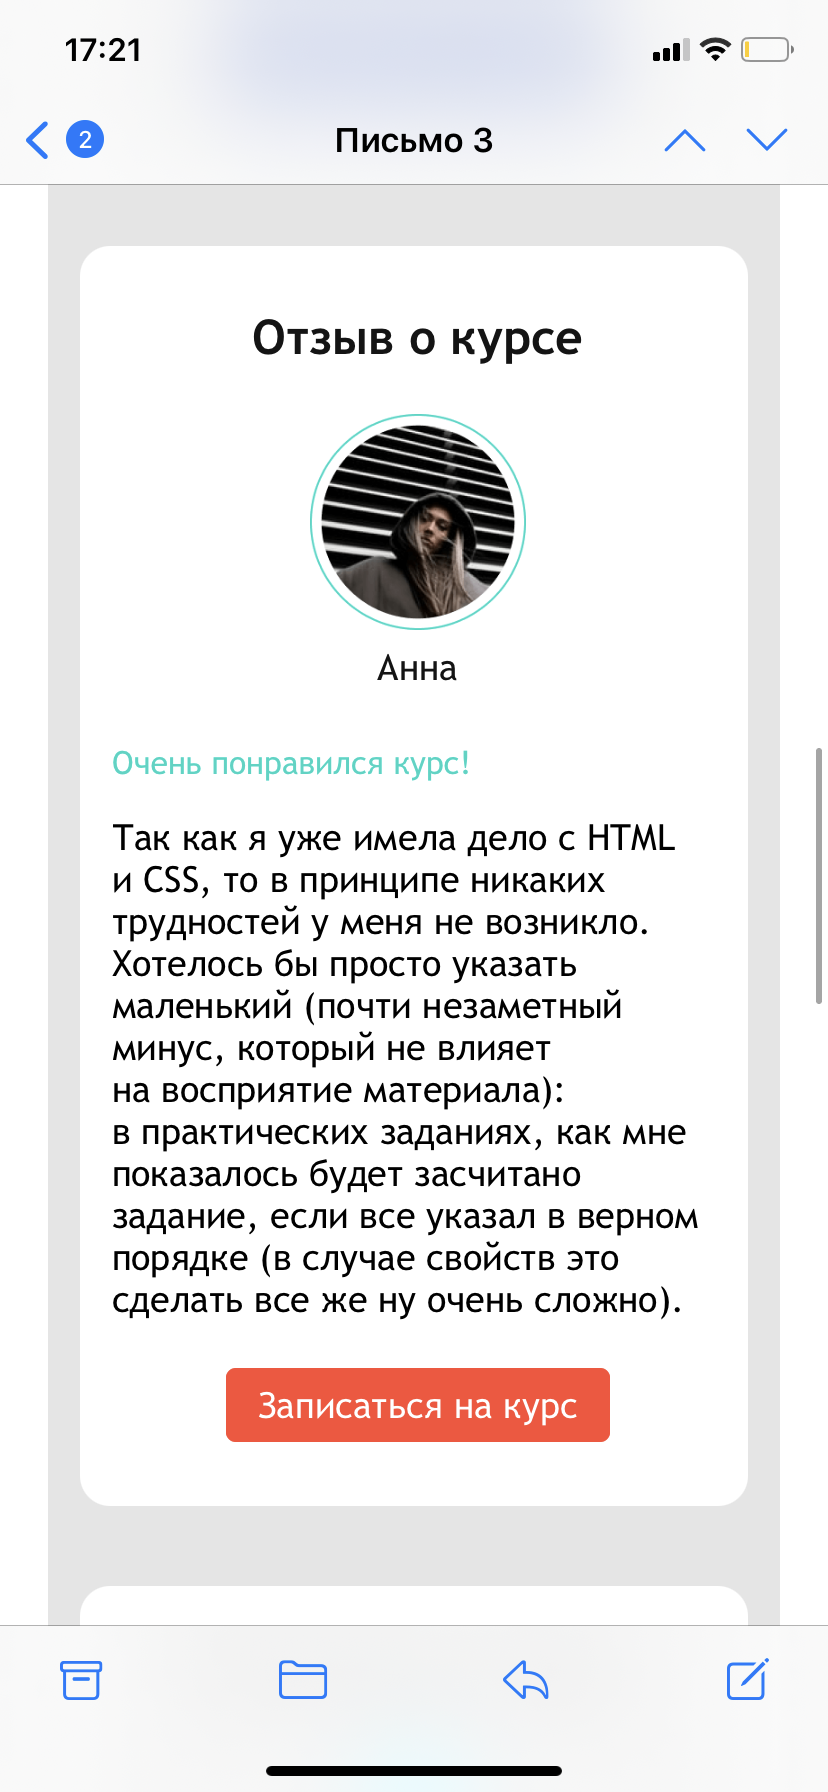 17:21
2
Письмо 3
Отзыв о курсе
Анна
Очень понравился курс!
Так как я уже имела дело с HTML
и CSS, то в принципе никаких
трудностей у меня не возникло.
Хотелось бы просто указать
маленький (почти незаметный
минус, который не влияет
на восприятие материала):
в практических заданиях, как мне
показалось будет засчитано
задание, если все указал в верном
порядке (в случае свойств это
сделать все же ну очень сложно).
Записаться на курс